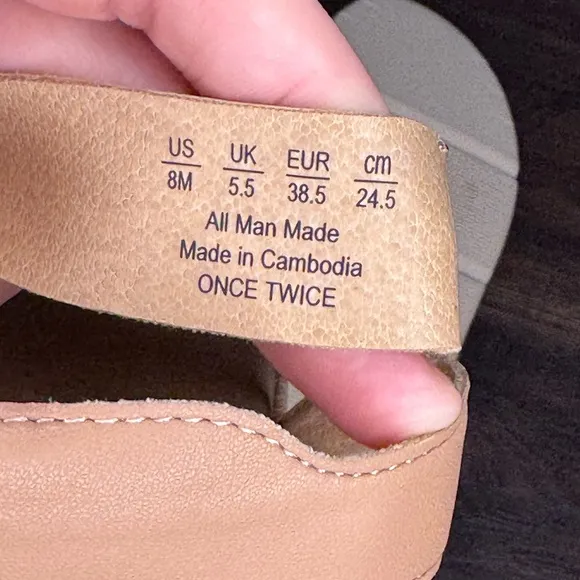 US UK EUR cm
8M 5.5 38.5 24.5
All Man Made
Made in Cambodia
ONCE TWICE